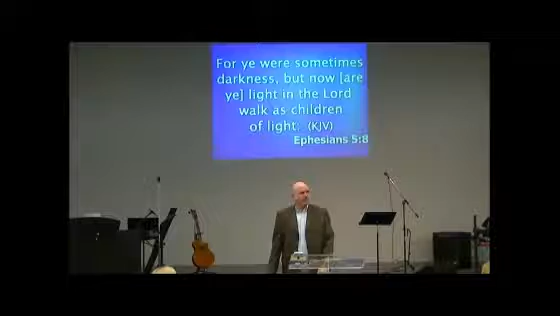 For ye were sometimes
darkness, but now [are
ye] light in the Lord
walk as children
of light. (KJV)
Ephesians 5:8